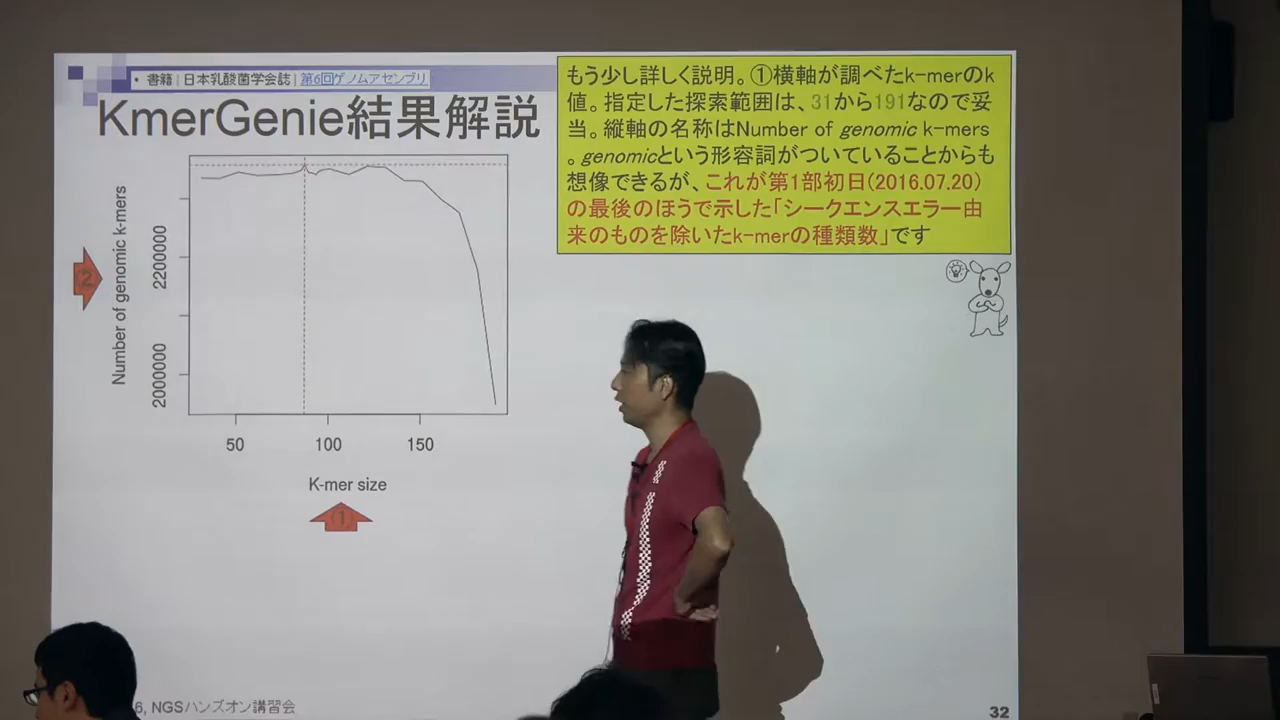 • 書籍 | 日本乳酸菌学会誌 | 第6回ゲノムアセンブリ
KmerGenie結果解説
もう少し詳しく説明。①横軸が調べたk-merのk
値。指定した探索範囲は、31から191なので妥
当。縦軸の名称はNumber of genomic k-mers
。genomicという形容詞がついていることからも
想像できるが、これが第1部初日(2016.07.20)
の最後のほうで示した「シークエンスエラー由
来のものを除いたk-merの種類数」です
②
Number of genomic k-mers
2200000
2000000
50 100 150
K-mer size
①
6, NGSハンズオン講習会
32